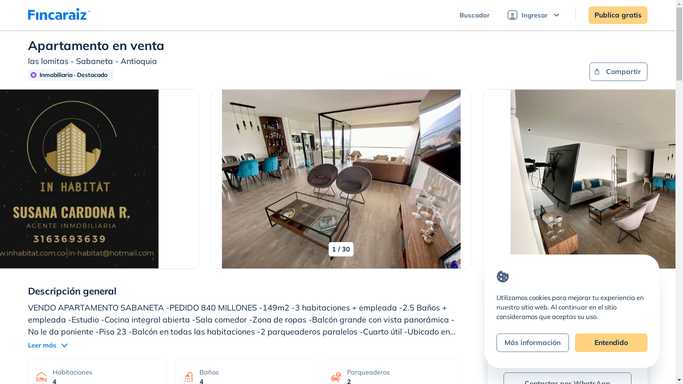 Fincaraiz
Buscador
Ingresar
Publica gratis
Apartamento en venta
las lomitas - Sabaneta - Antioquia
Inmobiliaria - Destacado
Compartir
IN HABITAT
SUSANA CARDONA R.
AGENTE INMOBILIARIA
3163693639
w.inhabitat.com.co|in-habitat@hotmail.com
1 / 30
Descripción general
VENDO APARTAMENTO SABANETA -PEDIDO 840 MILLONES -149m2 -3 habitaciones + empleada -2.5 Baños +
empleada -Estudio -Cocina integral abierta -Sala comedor -Zona de ropas -Balcón grande con vista panorámica -
No le da poniente -Piso 23 -Balcón en todas las habitaciones -2 parqueaderos paralelos -Cuarto útil -Ubicado en...
Leer más
Habitaciones
4
Baños
4
Parqueaderos
2
Utilizamos cookies para mejorar tu experiencia en
nuestro sitio web. Al continuar en el sitio
consideramos que aceptas su uso.
Más información
Entendido
Contactar por WhatsApp